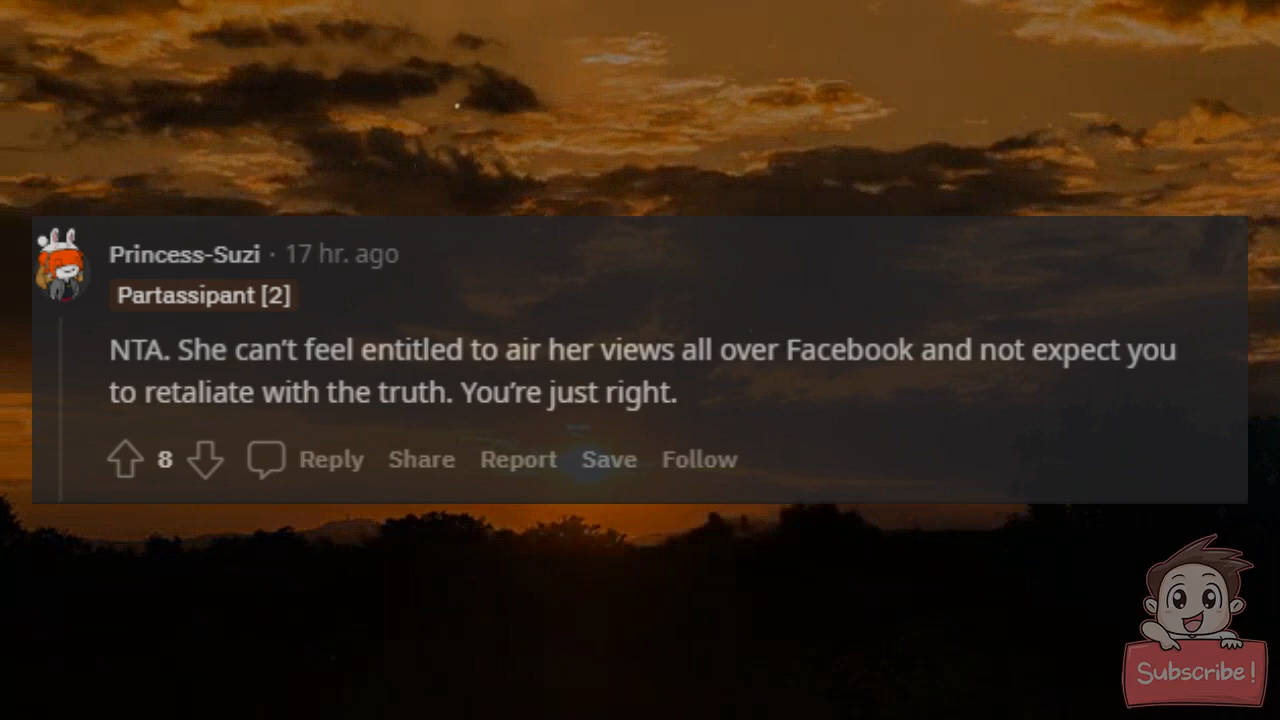 Princess-Suzi · 17 hr. ago
Partassipant [2]
NTA. She can’t feel entitled to air her views all over Facebook and not expect you
to retaliate with the truth. You’re just right.
8 Reply Share Report Save Follow
Subscribe!